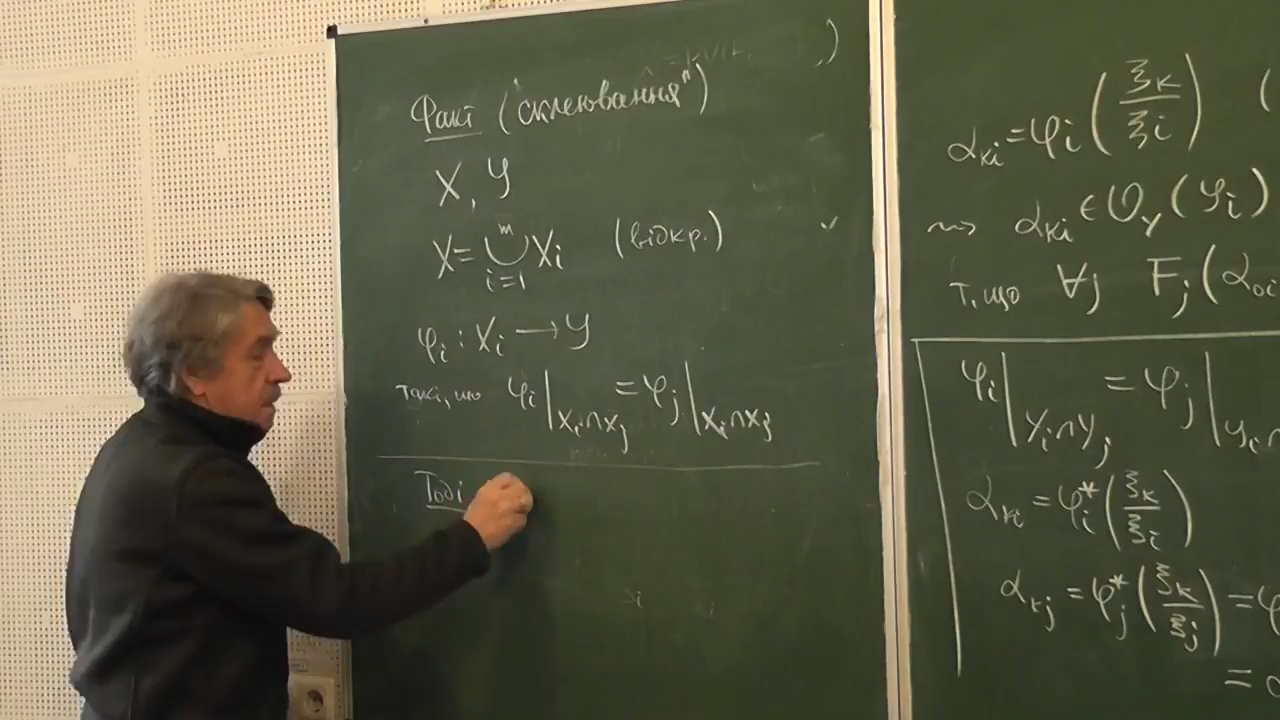 Факт ("склеювання")
X, Y
X = ⋃_{i=1}^{m} X_i (відкр.)
φ_i : X_i → Y
такі, що φ_i|_{X_i∩X_j} = φ_j|_{X_i∩X_j}
Тоді
α_{ki} = φ_i (ξ_k/ξ_i) (
⇝ α_{ki} ∈ O_Y (Y_i)
т, що ∀j F_j (α_{0i}
φ_i|_{Y_i∩Y_j} = φ_j|_{Y_i∩
α_{ki} = φ_i^* (ξ_k/ξ_i)
α_{kj} = φ_j^* (ξ_k/ξ_j) = φ
= α